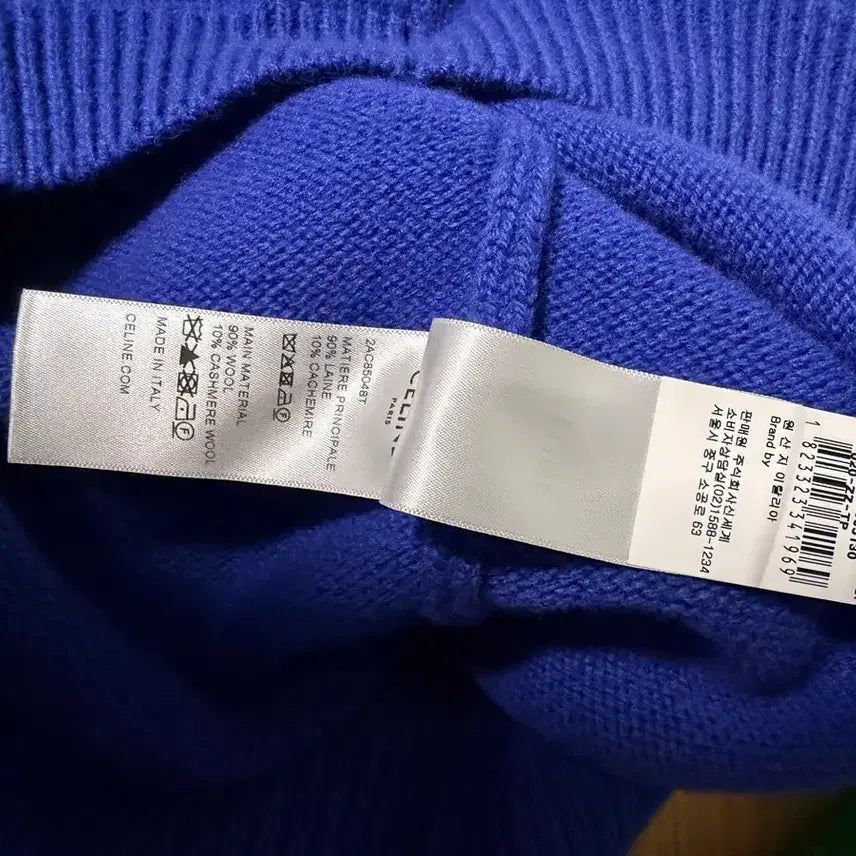 CELINE
PARIS
2AC85048T
MATIERE PRINCIPALE
90% LAINE
10% CACHEMIRE
MAIN MATERIAL
90% WOOL
10% CASHMERE WOOL
MADE IN ITALY
CELINE.COM
1 823323 341969
Brand by
원 산 지 이탈리아
판매원 주식회사신세계
소비자상담실(02)1588-1234
서울시 중구 소공로 63